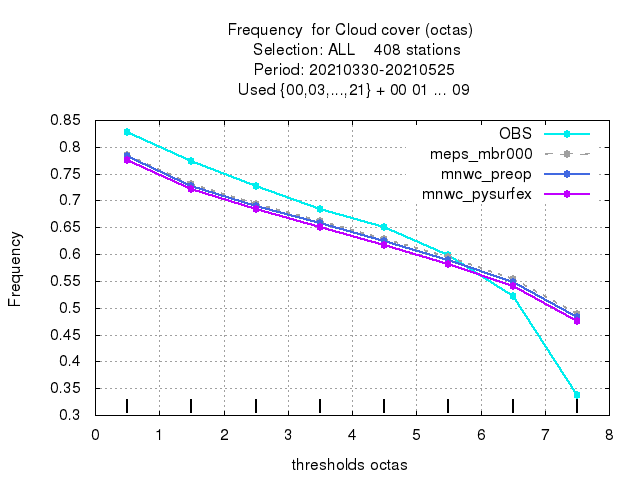 Frequency  for Cloud cover (octas)
Selection: ALL    408 stations
Period: 20210330-20210525
Used {00,03,...,21} + 00 01 ... 09
OBS
meps_mbr000
mnwc_preop
mnwc_pysurfex
Frequency
0.85
0.8
0.75
0.7
0.65
0.6
0.55
0.5
0.45
0.4
0.35
0.3
0 1 2 3 4 5 6 7 8
thresholds octas